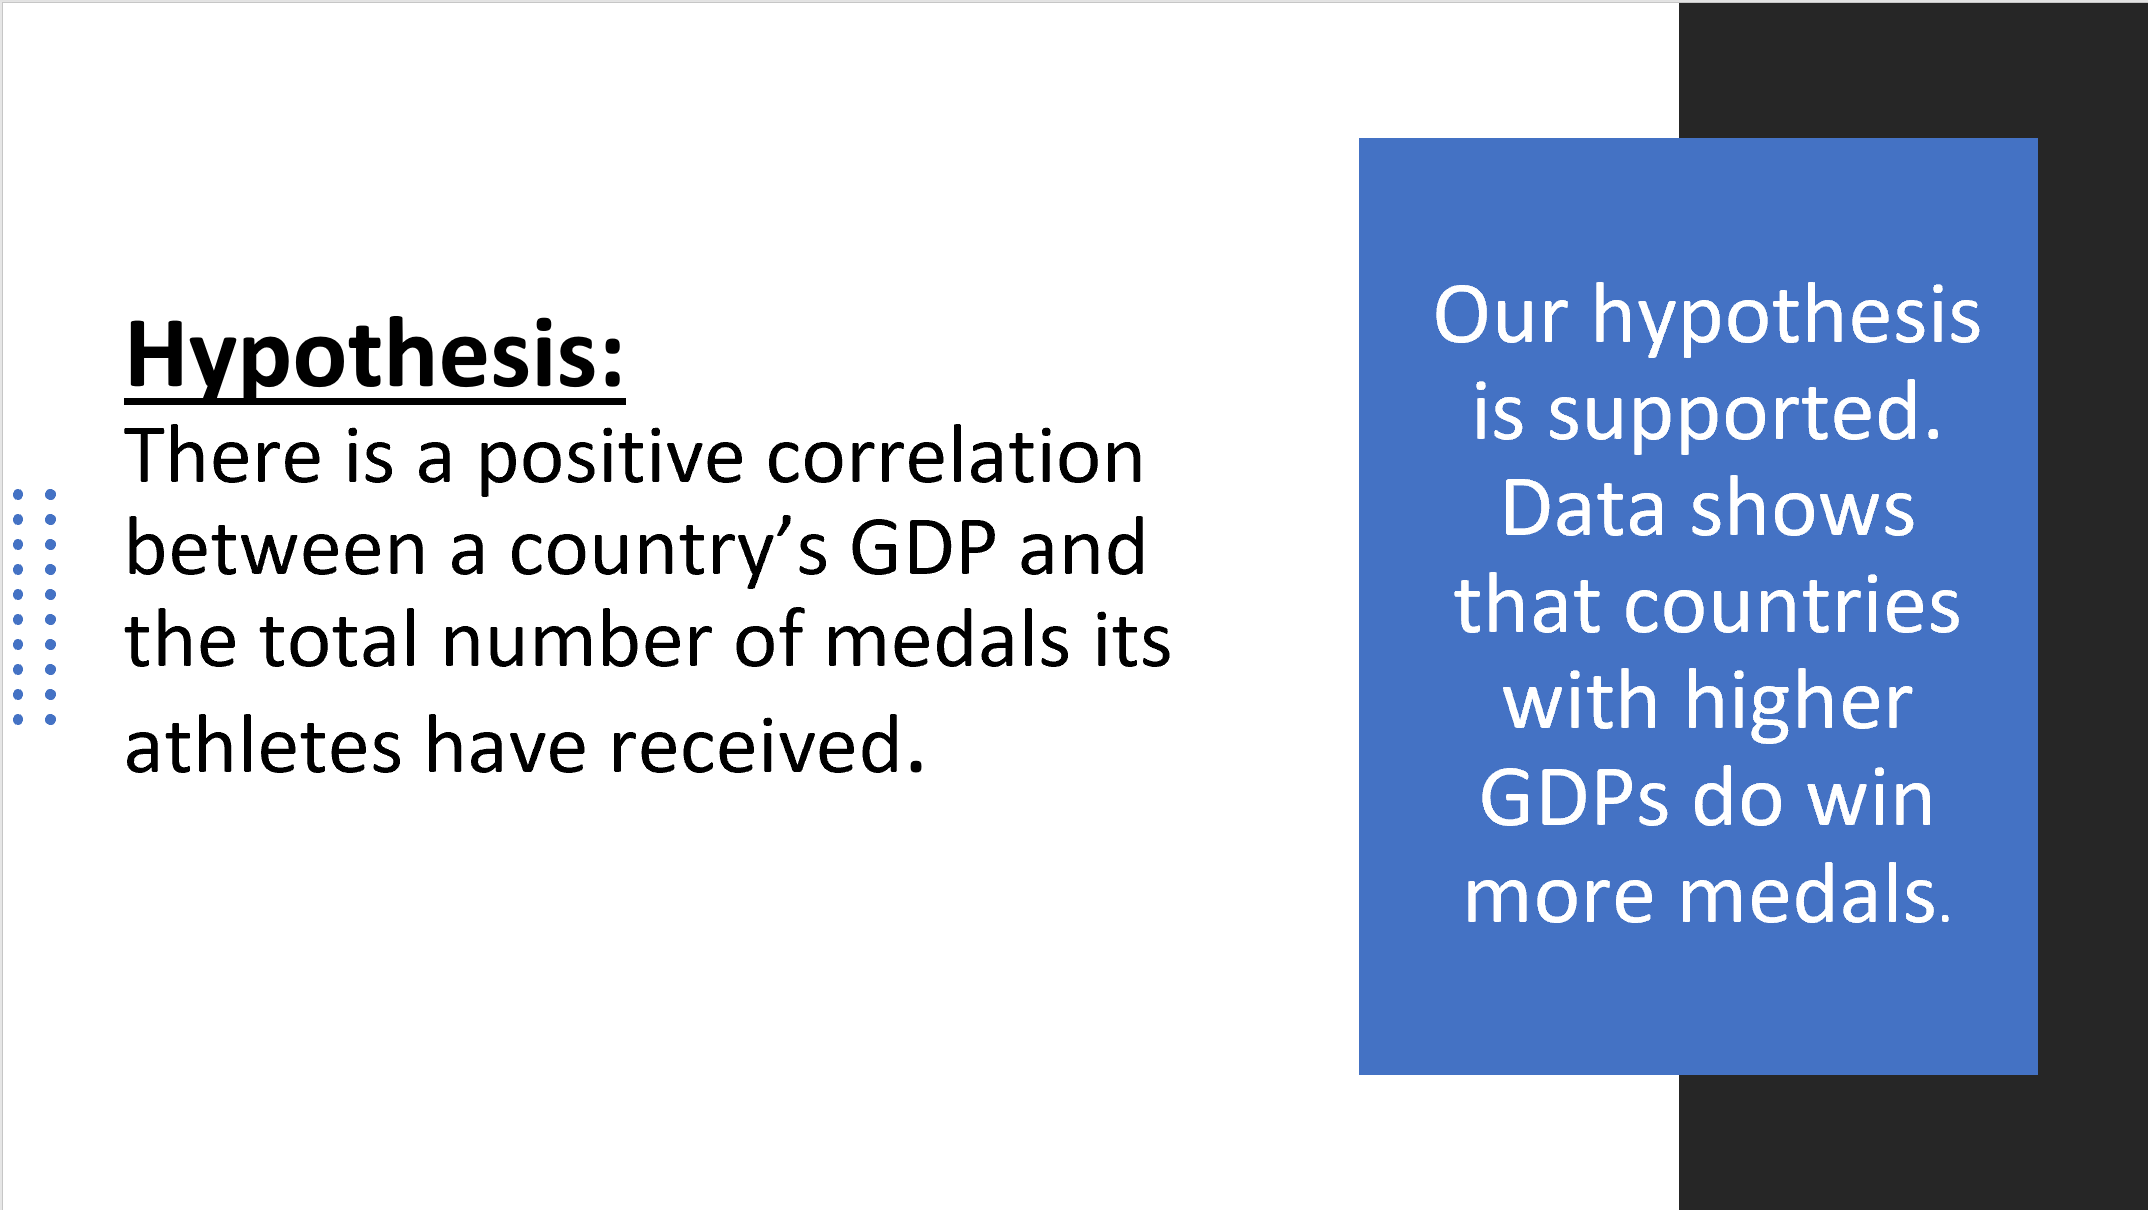 Hypothesis:
There is a positive correlation
between a country’s GDP and
the total number of medals its
athletes have received.
Our hypothesis
is supported.
Data shows
that countries
with higher
GDPs do win
more medals.